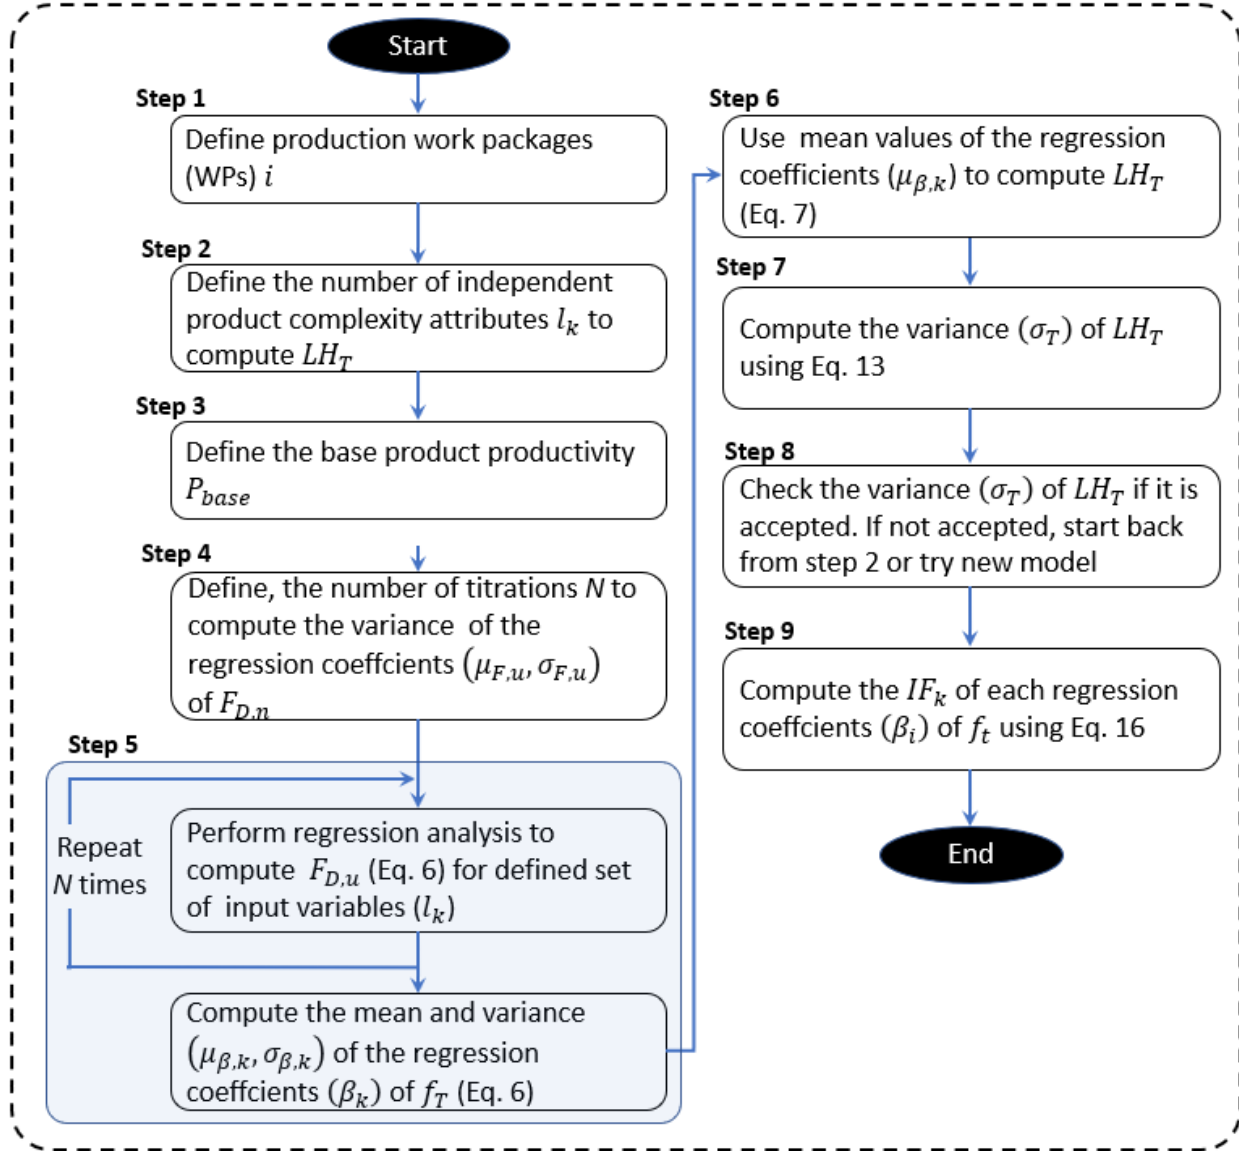 Start
Step 1
Define production work packages
(WPs) i
Step 2
Define the number of independent
product complexity attributes l_k to
compute LH_T
Step 3
Define the base product productivity
P_base
Step 4
Define, the number of titrations N to
compute the variance of the
regression coeffcients (μ_F,u, σ_F,u)
of F_D,n
Step 5
Repeat
N times
Perform regression analysis to
compute F_D,u (Eq. 6) for defined set
of input variables (l_k)
Compute the mean and variance
(μ_β,k, σ_β,k) of the regression
coeffcients (β_k) of f_T (Eq. 6)
Step 6
Use mean values of the regression
coefficients (μ_β,k) to compute LH_T
(Eq. 7)
Step 7
Compute the variance (σ_T) of LH_T
using Eq. 13
Step 8
Check the variance (σ_T) of LH_T if it is
accepted. If not accepted, start back
from step 2 or try new model
Step 9
Compute the IF_k of each regression
coeffcients (β_i) of f_t using Eq. 16
End